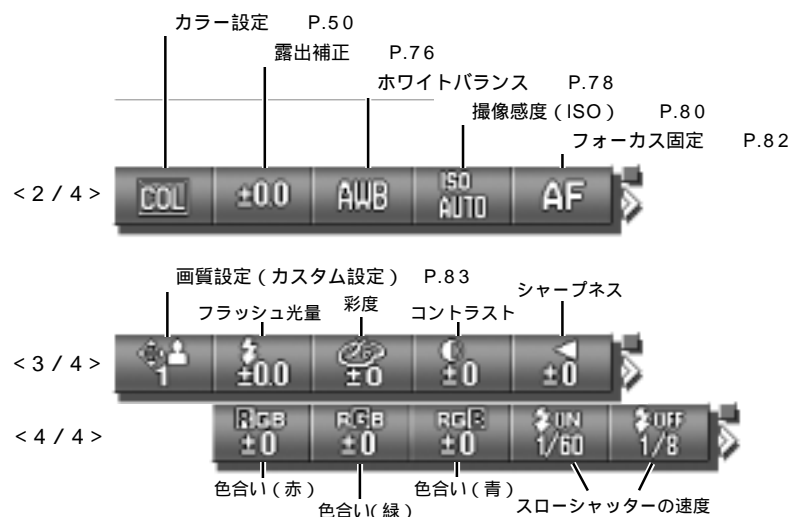 カラー設定 P.50
露出補正 P.76
ホワイトバランス P.78
撮像感度(ISO) P.80
フォーカス固定 P.82
<2/4> COL ±0.0 AWB ISO AUTO AF
画質設定(カスタム設定) P.83
フラッシュ光量 彩度 コントラスト シャープネス
<3/4> 1 ±0.0 ±0 ±0 ±0
<4/4> RGB ±0 RGB ±0 RGB ±0 ON 1/60 OFF 1/8
色合い(赤) 色合い(緑) 色合い(青) スローシャッターの速度